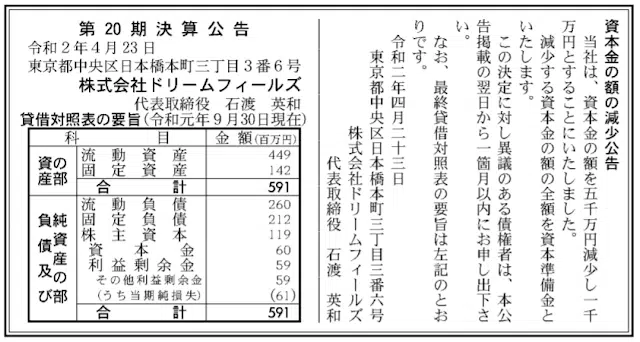 資本金の額の減少公告
当社は、資本金の額を五千万円減少し一千
万円とすることにいたしました。
減少する資本金の額の全額を資本準備金と
いたします。
この決定に対し異議のある債権者は、本公
告掲載の翌日から一箇月以内にお申し出下さ
い。
なお、最終貸借対照表の要旨は左記のとお
りです。
令和二年四月二十三日
東京都中央区日本橋本町三丁目三番六号
株式会社ドリームフィールズ
代表取締役 石渡 英和
第20期決算公告
令和2年4月23日
東京都中央区日本橋本町三丁目3番6号
株式会社ドリームフィールズ
代表取締役 石渡 英和
貸借対照表の要旨(令和元年9月30日現在)
科 目 金 額(百万円)
資産の部
流動資産 449
固定資産 142
合計 591
負債及び純資産の部
流動負債 260
固定負債 212
株主資本 119
資本金 60
利益剰余金 59
その他利益剰余金 59
(うち当期純損失) (61)
合計 591